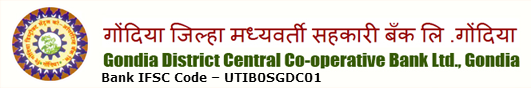 गोंदिया जिल्हा मध्यवर्ती सहकारी बँक लि .गोंदिया
Gondia District Central Co-operative Bank Ltd., Gondia
Bank IFSC Code – UTIB0SGDC01